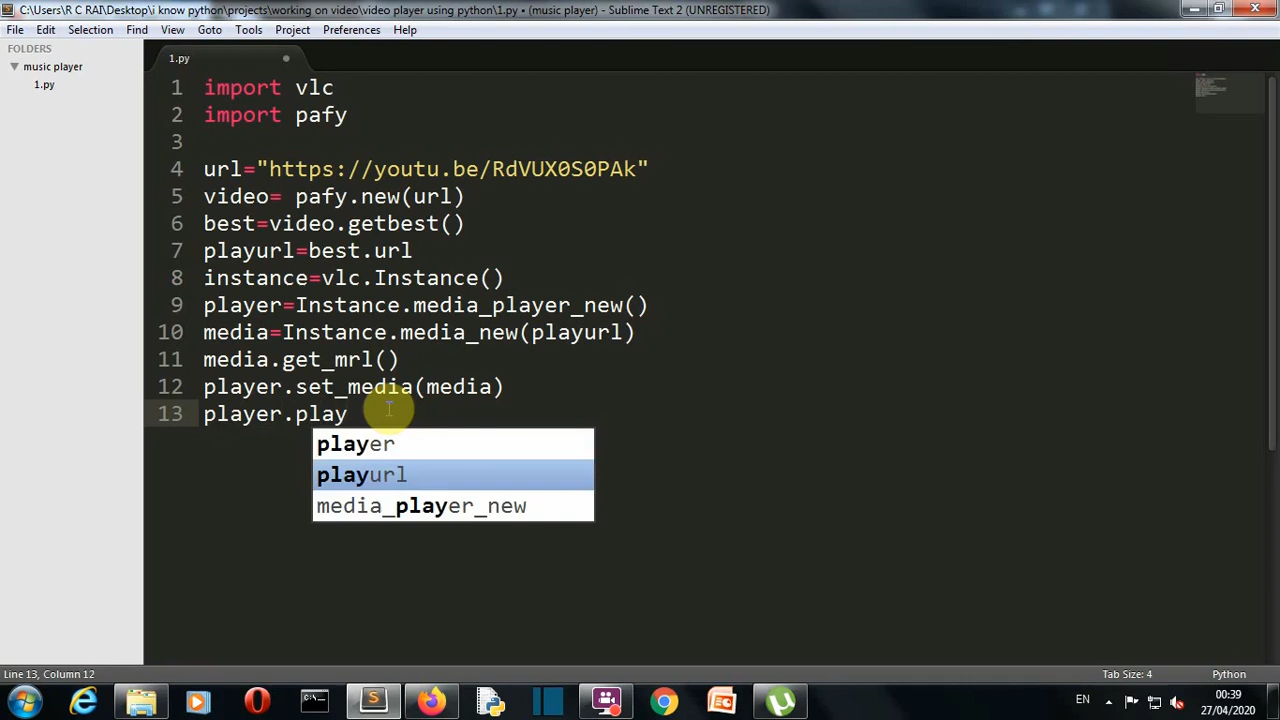 C:\Users\R C RAI\Desktop\i know python\projects\working on video\video player using python\1.py • (music player) - Sublime Text 2 (UNREGISTERED)
File Edit Selection Find View Goto Tools Project Preferences Help
FOLDERS
music player
1.py
1.py
1 import vlc
2 import pafy
3
4 url="https://youtu.be/RdVUX0S0PAk"
5 video= pafy.new(url)
6 best=video.getbest()
7 playurl=best.url
8 instance=vlc.Instance()
9 player=Instance.media_player_new()
10 media=Instance.media_new(playurl)
11 media.get_mrl()
12 player.set_media(media)
13 player.play
player
playurl
media_player_new
Line 13, Column 12 Tab Size: 4 Python
EN 00:39
27/04/2020